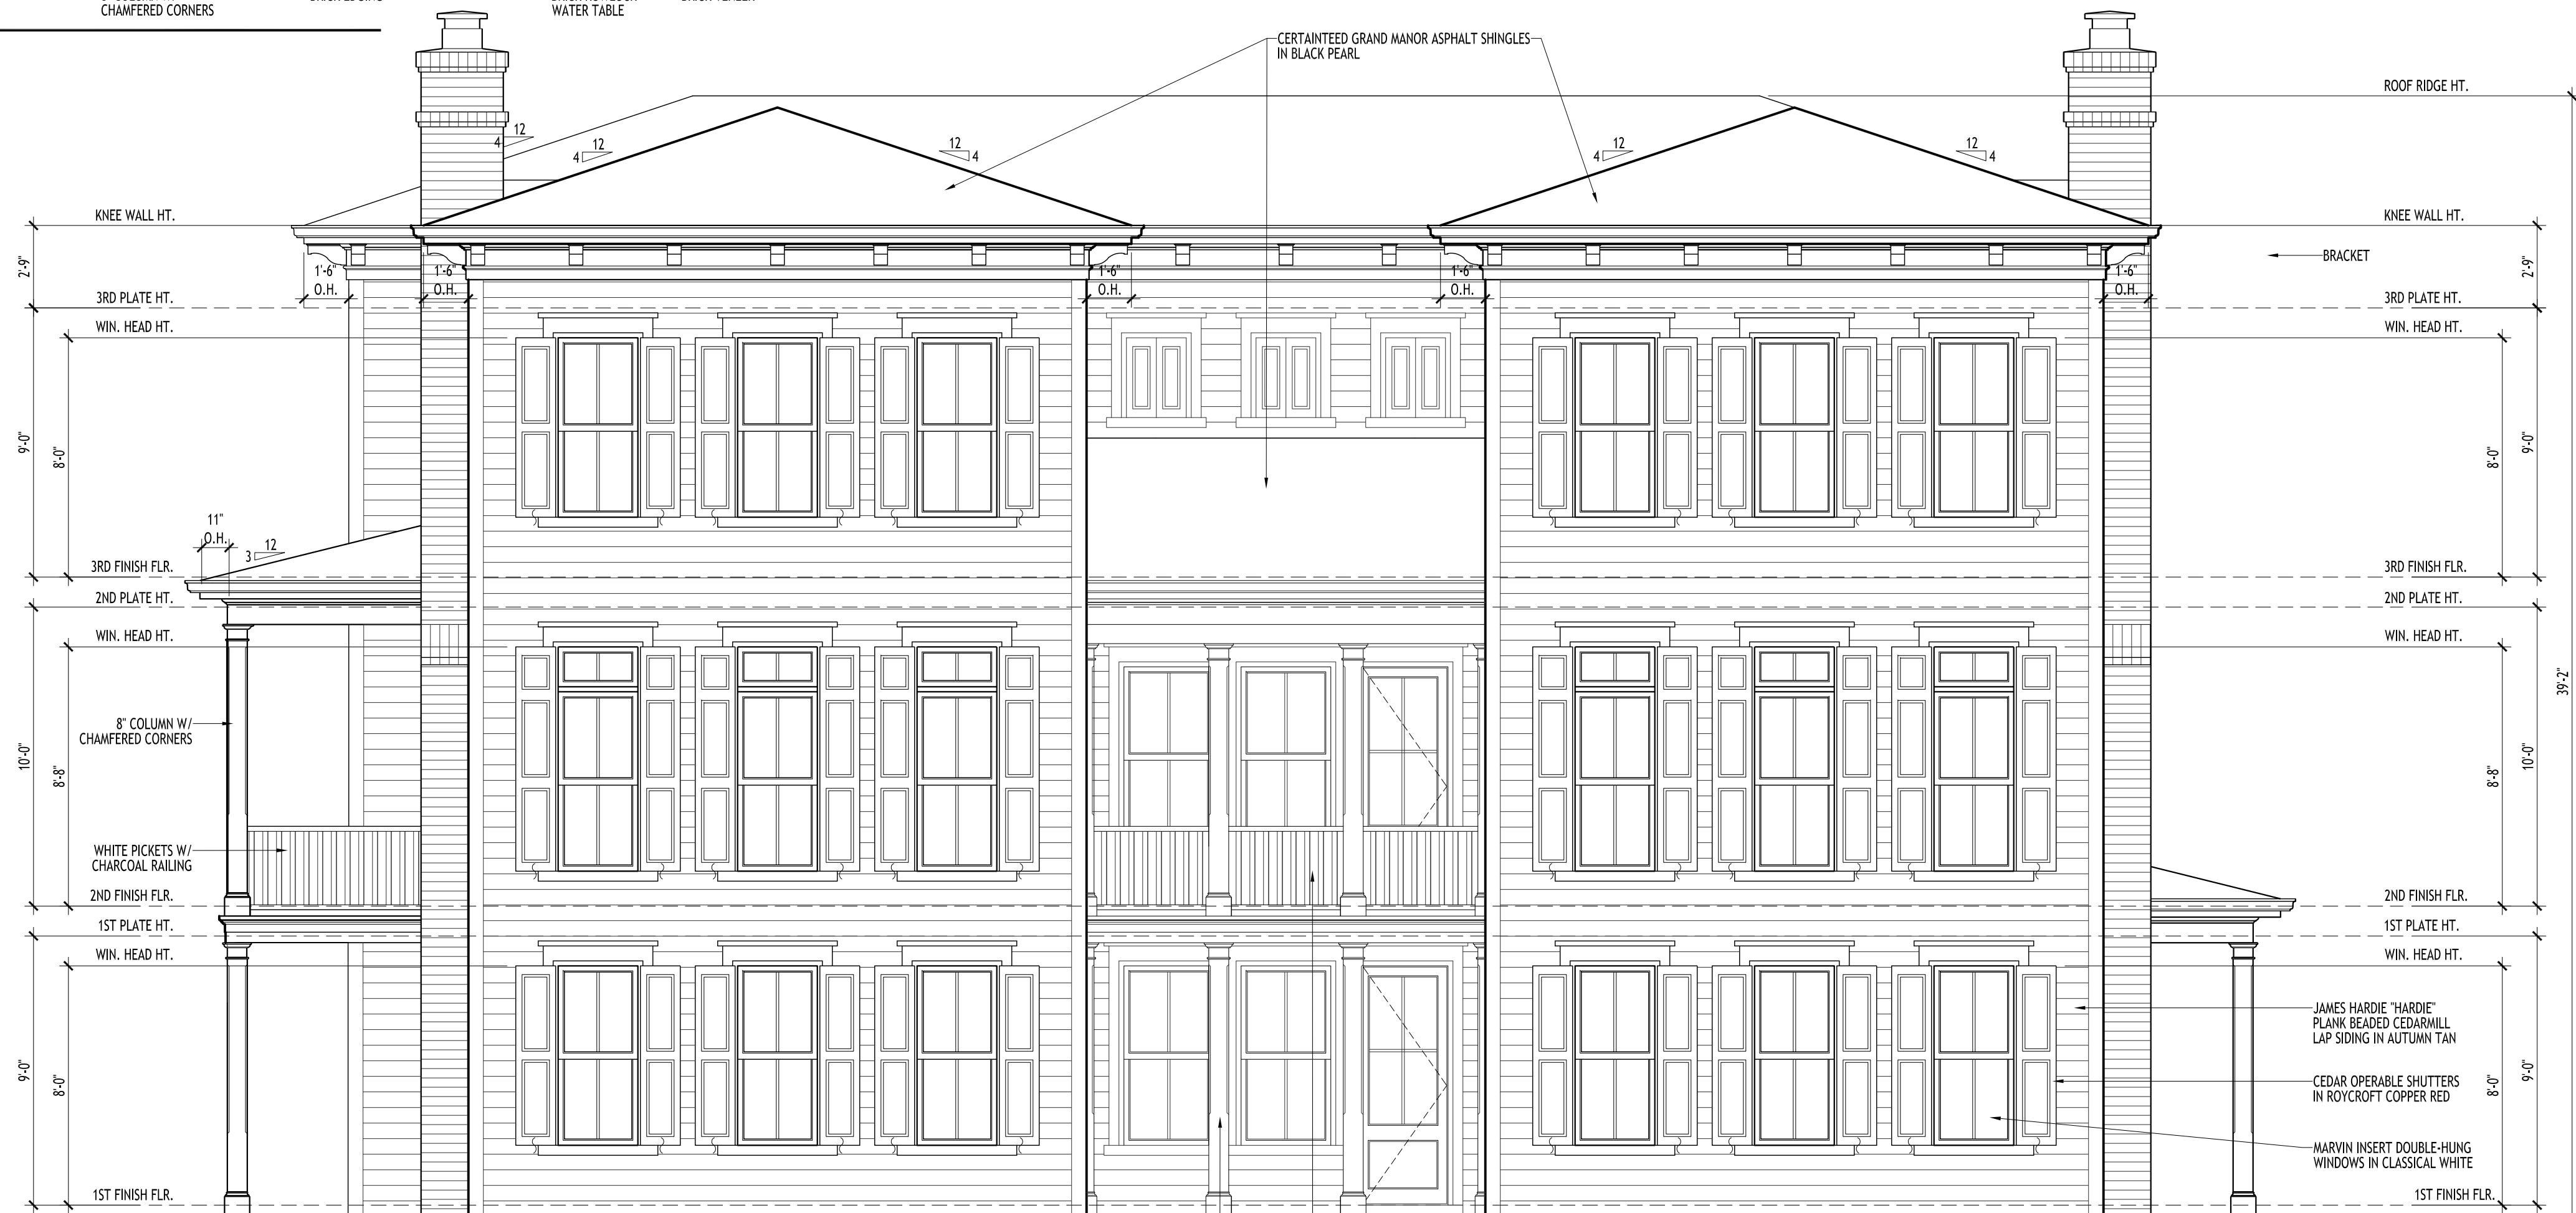 CHAMFERED CORNERS
WATER TABLE
CERTAINTEED GRAND MANOR ASPHALT SHINGLES
IN BLACK PEARL
ROOF RIDGE HT.
12
4
12
4
12
4
12
4
12
4
KNEE WALL HT.
KNEE WALL HT.
2'-9"
1'-6"
O.H.
1'-6"
O.H.
1'-6"
O.H.
1'-6"
O.H.
1'-6"
O.H.
BRACKET
2'-9"
3RD PLATE HT.
3RD PLATE HT.
WIN. HEAD HT.
WIN. HEAD HT.
9'-0"
8'-0"
8'-0"
9'-0"
11"
O.H.
12
3
3RD FINISH FLR.
3RD FINISH FLR.
2ND PLATE HT.
2ND PLATE HT.
WIN. HEAD HT.
WIN. HEAD HT.
39'-2"
8" COLUMN W/
CHAMFERED CORNERS
10'-0"
8'-8"
8'-8"
10'-0"
WHITE PICKETS W/
CHARCOAL RAILING
2ND FINISH FLR.
2ND FINISH FLR.
1ST PLATE HT.
1ST PLATE HT.
WIN. HEAD HT.
WIN. HEAD HT.
JAMES HARDIE "HARDIE"
PLANK BEADED CEDARMILL
LAP SIDING IN AUTUMN TAN
9'-0"
8'-0"
8'-0"
9'-0"
CEDAR OPERABLE SHUTTERS
IN ROYCROFT COPPER RED
MARVIN INSERT DOUBLE-HUNG
WINDOWS IN CLASSICAL WHITE
1ST FINISH FLR.
1ST FINISH FLR.